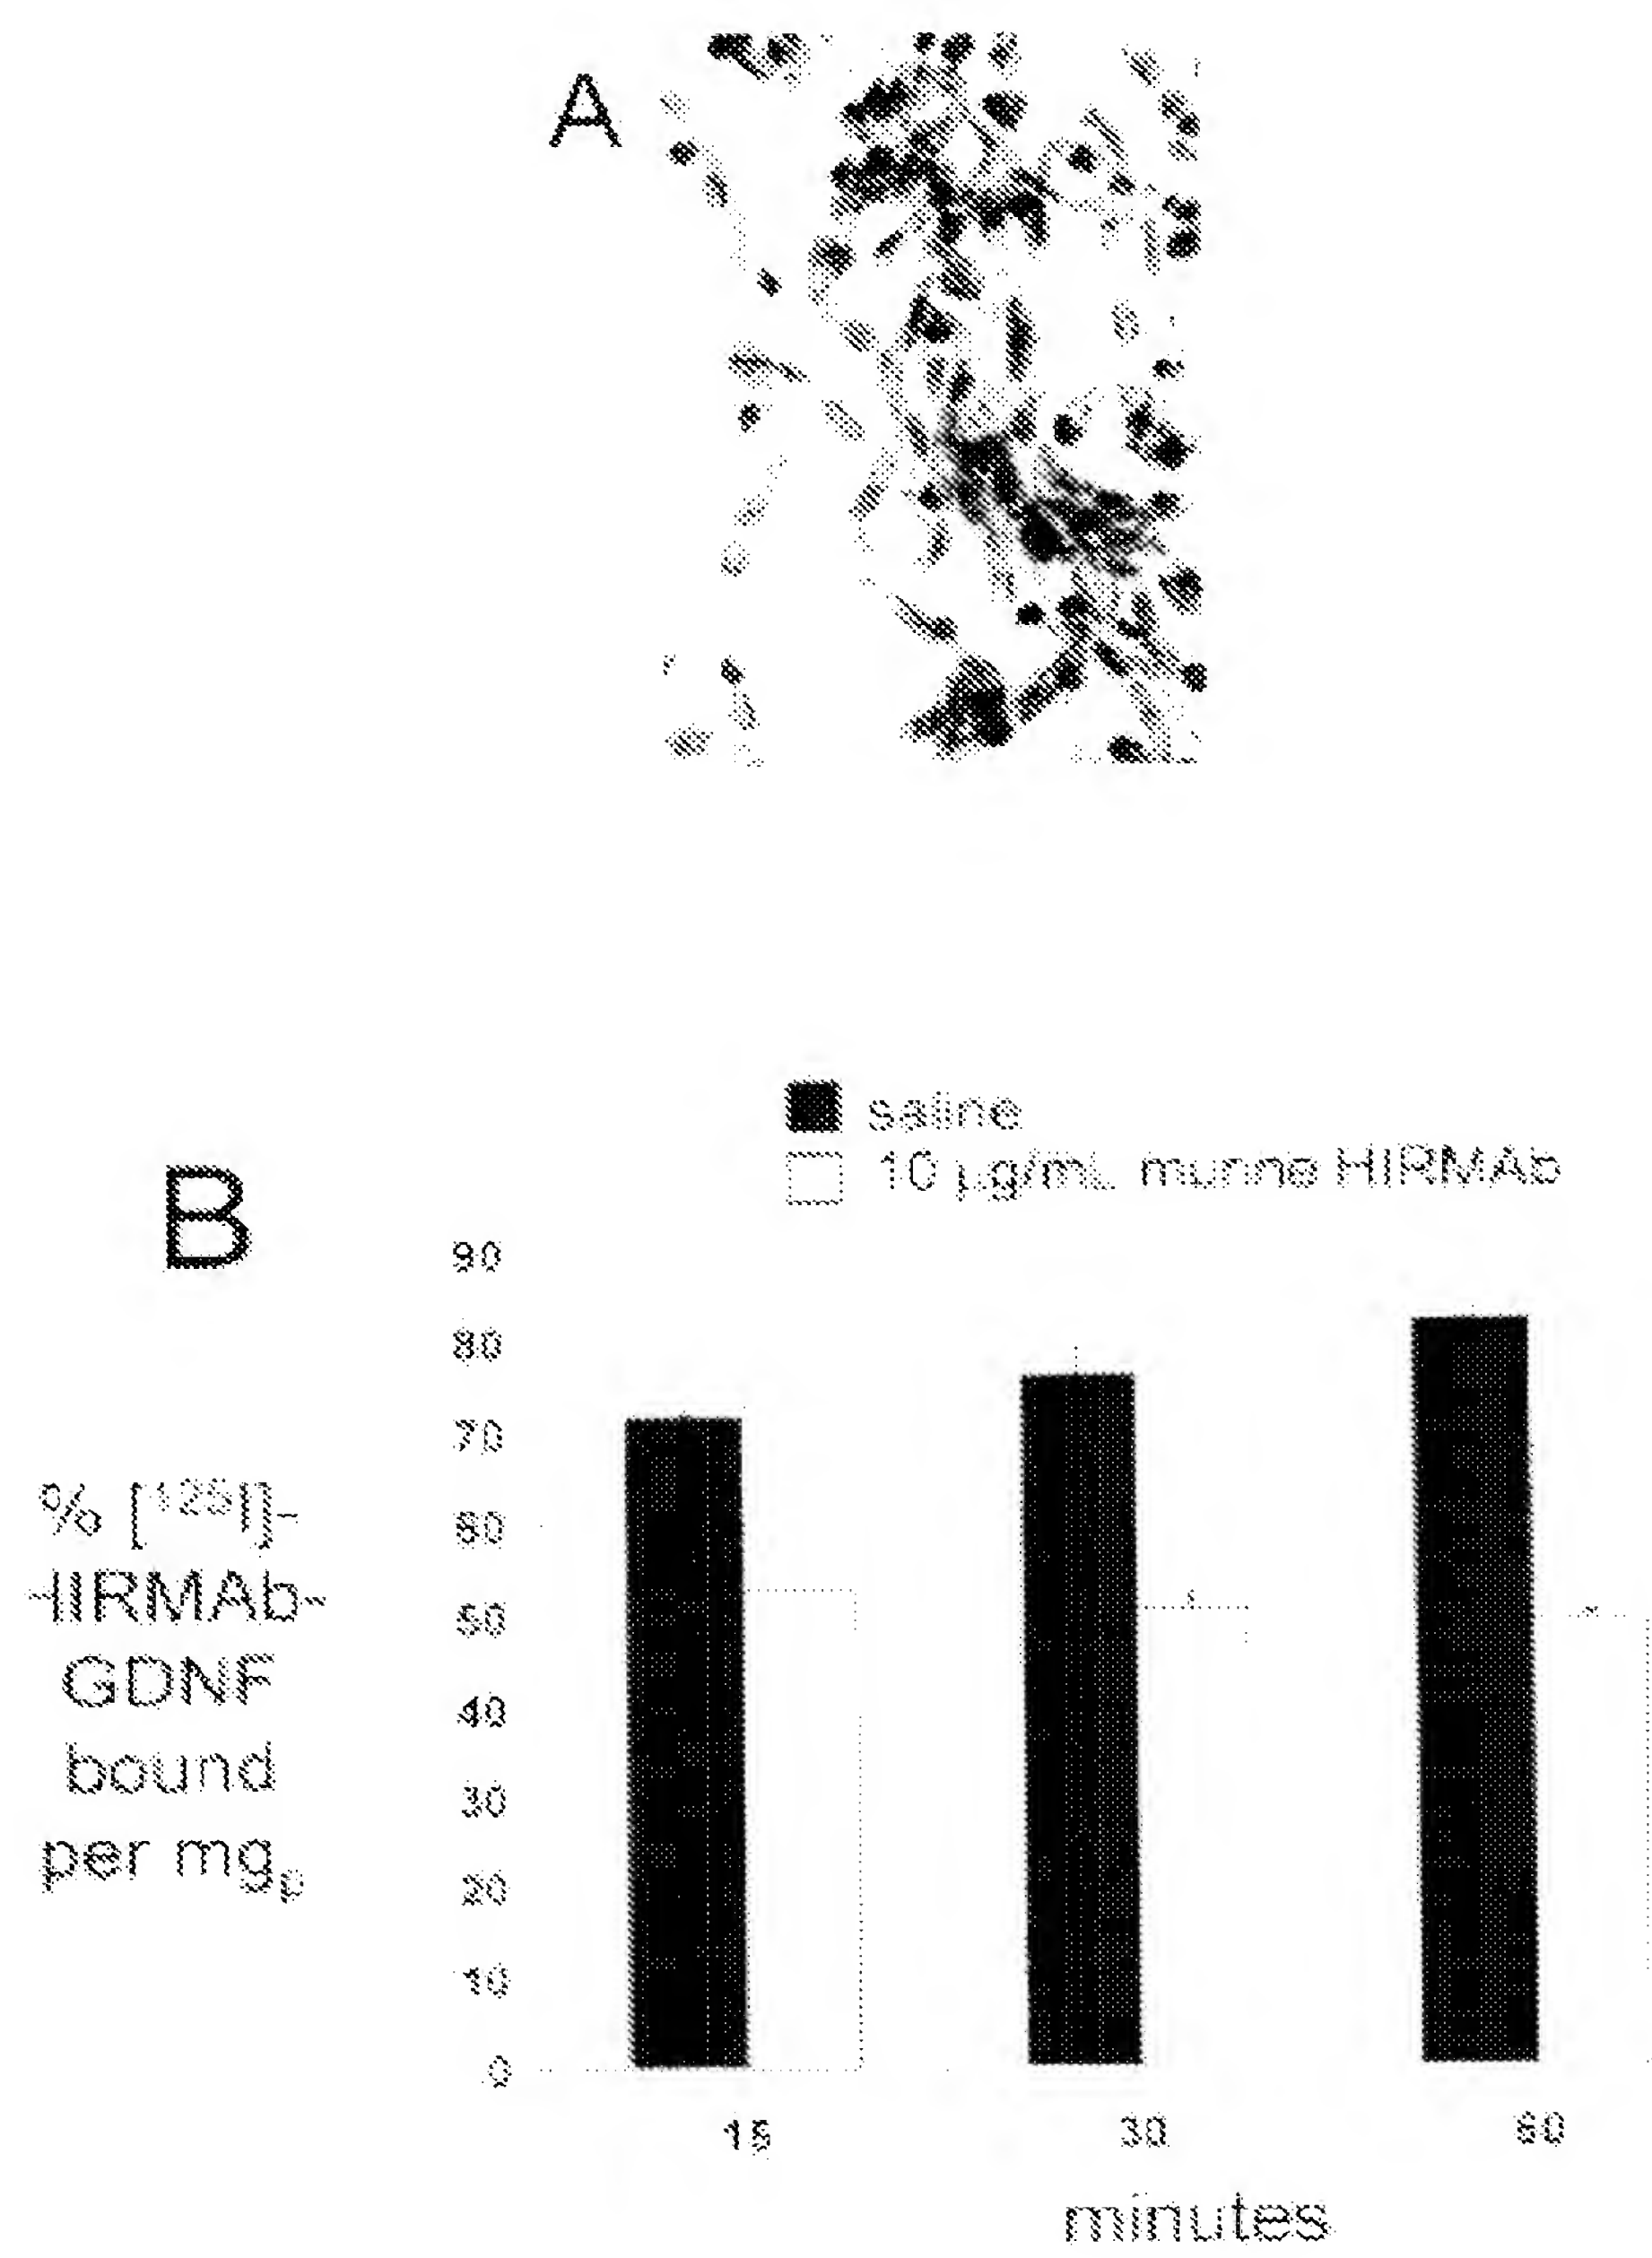 A
saline
10 µg/mL murine HIRMAb
B
90
80
70
60
50
40
30
20
10
0
% [125I]-
HIRMAb-
GDNF
bound
per mgp
15
30
60
minutes